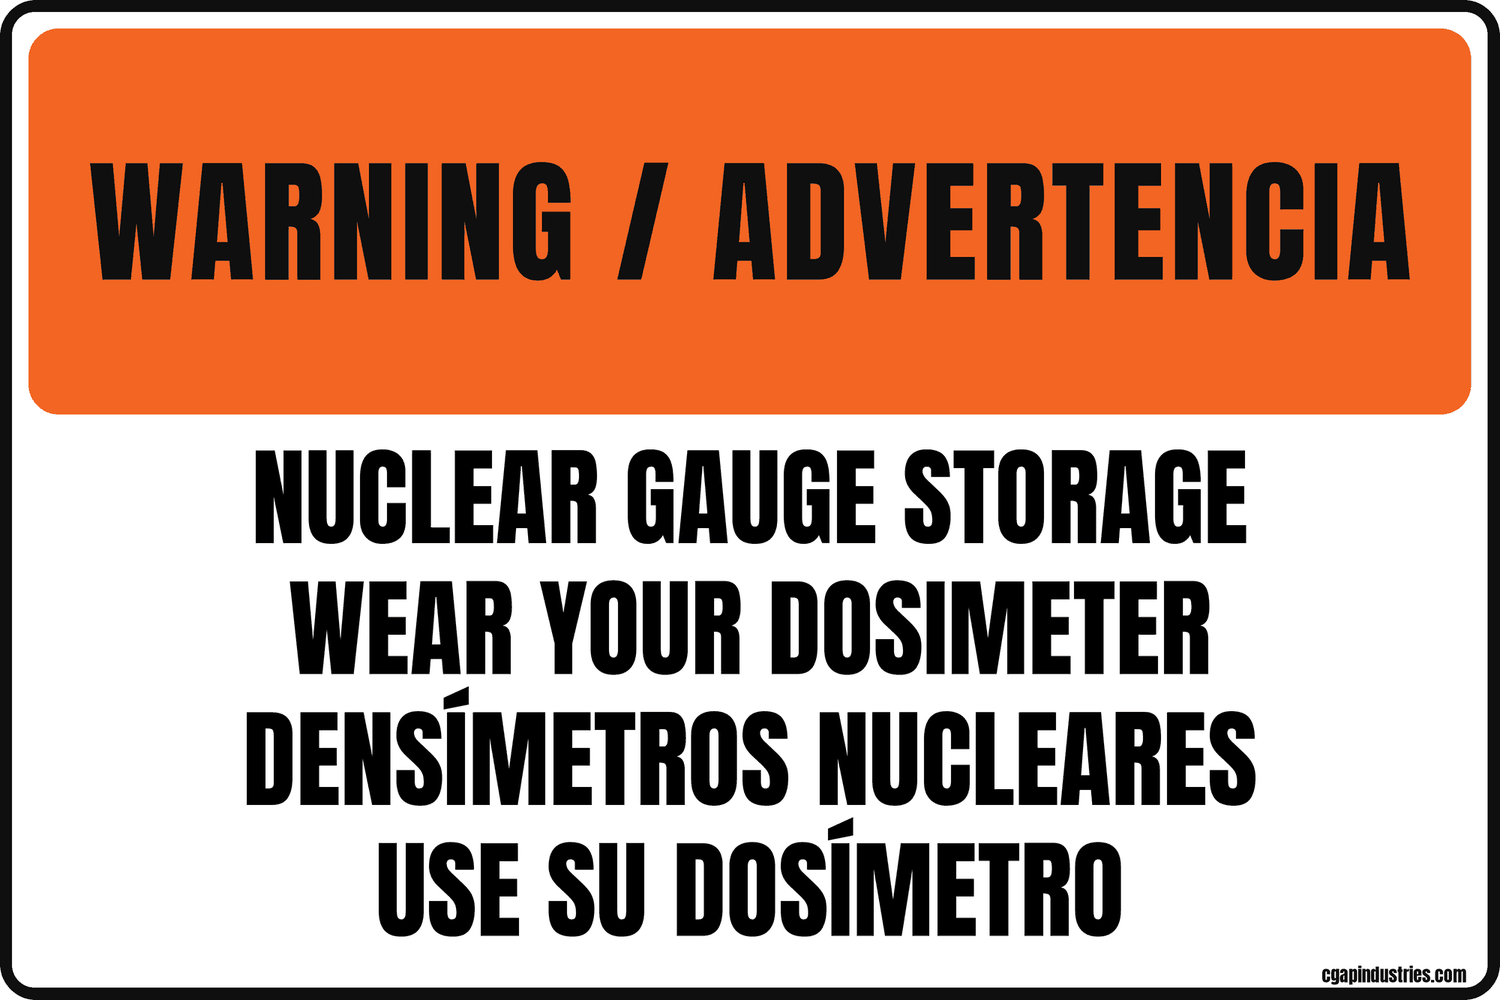 WARNING / ADVERTENCIA
NUCLEAR GAUGE STORAGE
WEAR YOUR DOSIMETER
DENSÍMETROS NUCLEARES
USE SU DOSÍMETRO
cgapindustries.com